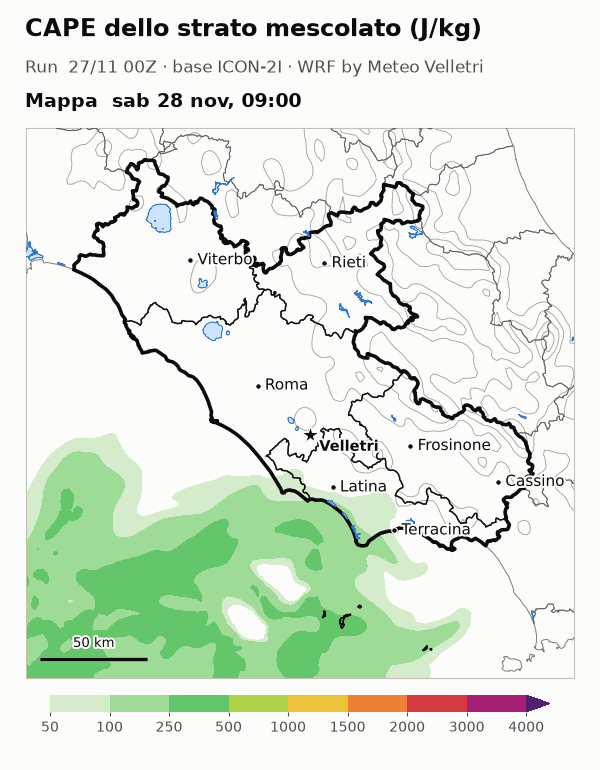 CAPE dello strato mescolato (J/kg)
Run  27/11 00Z · base ICON-2I · WRF by Meteo Velletri
Mappa  sab 28 nov, 09:00
Viterbo
Rieti
Roma
Velletri
Frosinone
Latina
Cassino
Terracina
50 km
50 100 250 500 1000 1500 2000 3000 4000